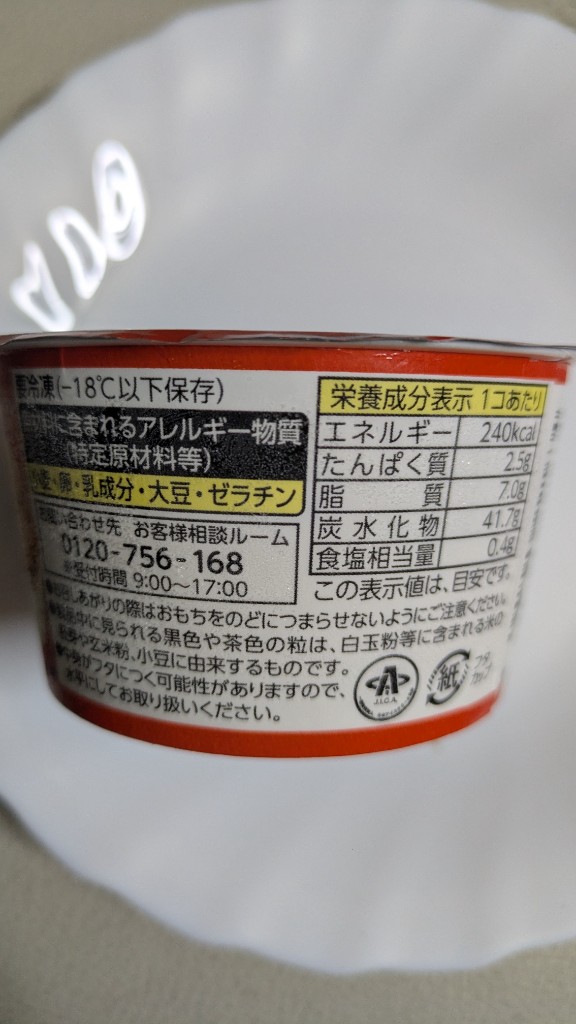 要冷凍(-18℃以下保存)
に含まれるアレルギー物質
(特定原材料等)
小麦・卵・乳成分・大豆・ゼラチン
お問い合わせ先 お客様相談ルーム
0120-756-168
※受付時間 9:00~17:00
栄養成分表示 1コあたり
エネルギー 240kcal
たんぱく質 2.5g
脂質 7.0g
炭水化物 41.7g
食塩相当量 0.4g
この表示値は、目安です。
●お召しあがりの際はおもちをのどにつまらせないようにご注意ください。
●製品中に見られる黒色や茶色の粒は、白玉粉等に含まれる米の
胚芽や玄米粉、小豆に由来するものです。
フタにつく可能性がありますので、
水平にしてお取り扱いください。
A
J.I.C.A.
紙
フタ
カップ